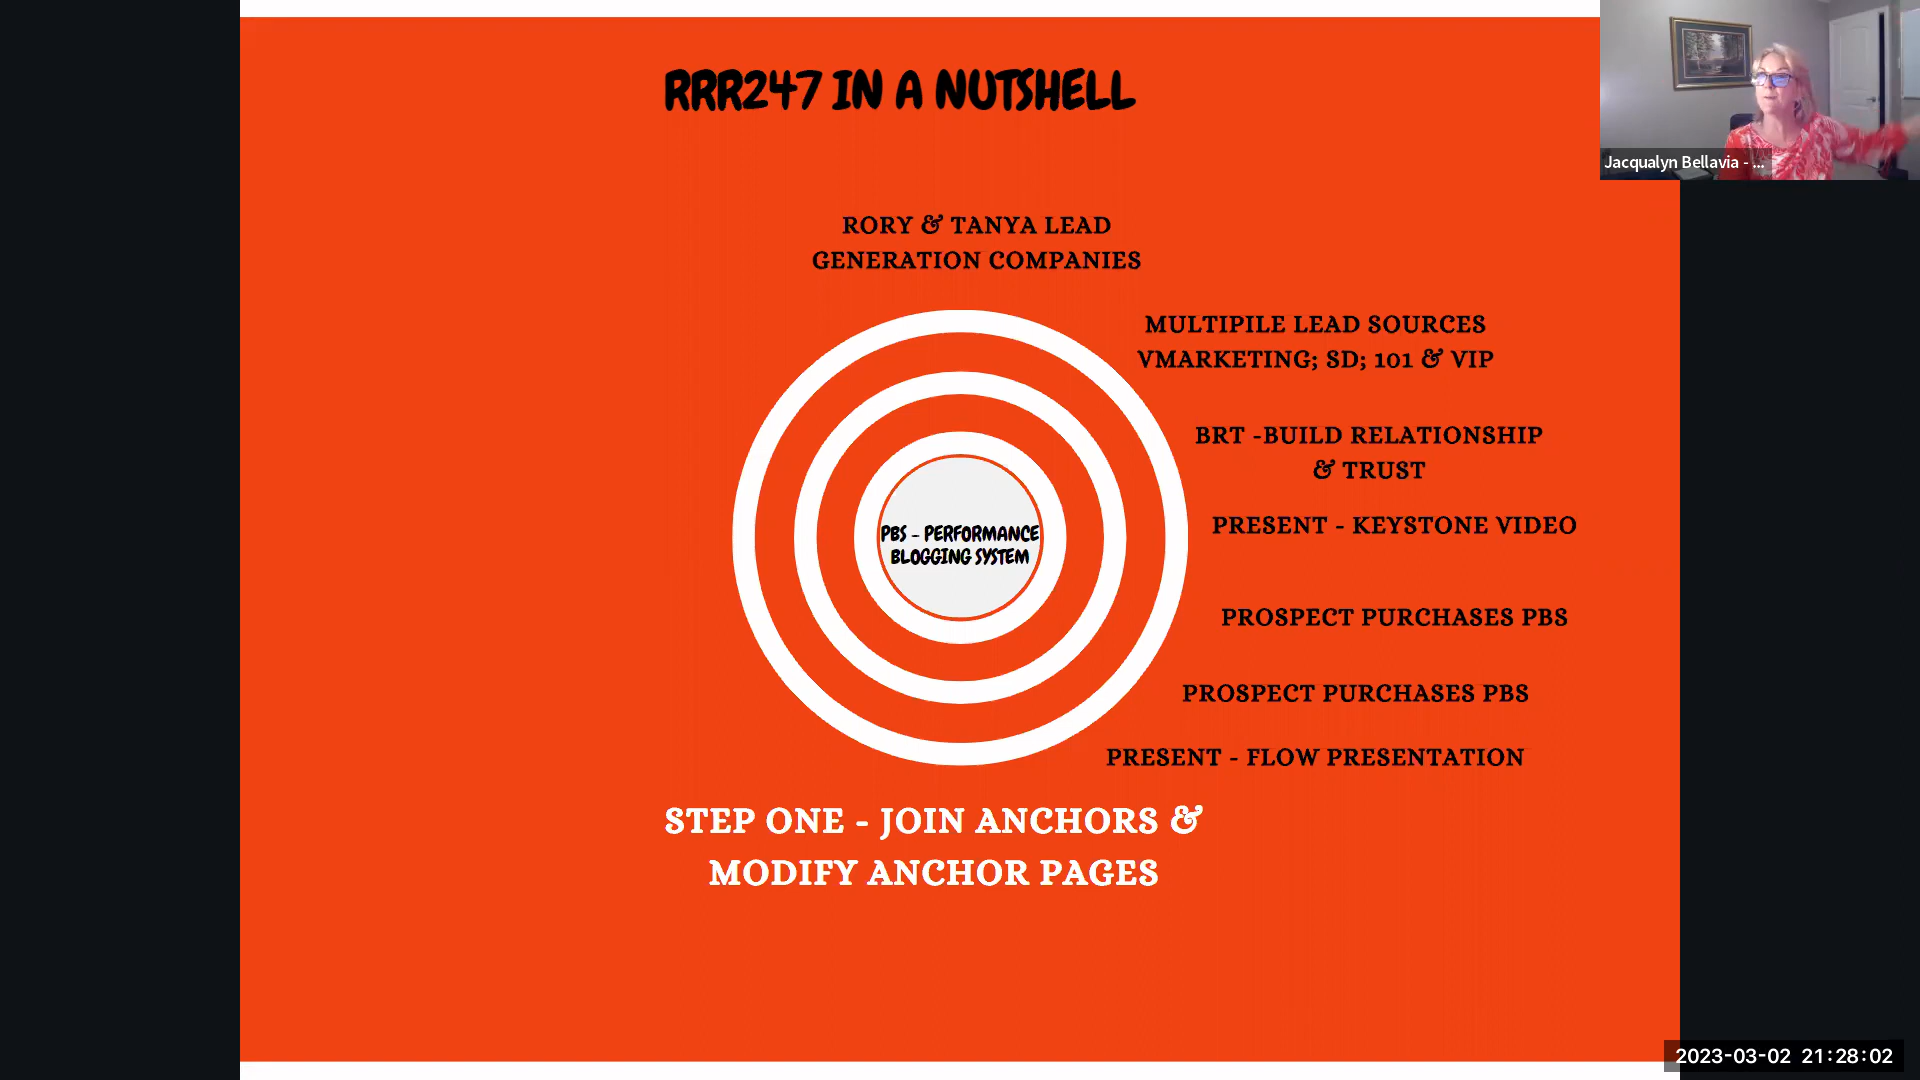 RRR247 IN A NUTSHELL
Jacqualyn Bellavia - ...
RORY & TANYA LEAD
GENERATION COMPANIES
MULTIPILE LEAD SOURCES
VMARKETING; SD; 101 & VIP
BRT -BUILD RELATIONSHIP
& TRUST
PRESENT - KEYSTONE VIDEO
PBS - PERFORMANCE
BLOGGING SYSTEM
PROSPECT PURCHASES PBS
PROSPECT PURCHASES PBS
PRESENT - FLOW PRESENTATION
STEP ONE - JOIN ANCHORS &
MODIFY ANCHOR PAGES
2023-03-02 21:28:02